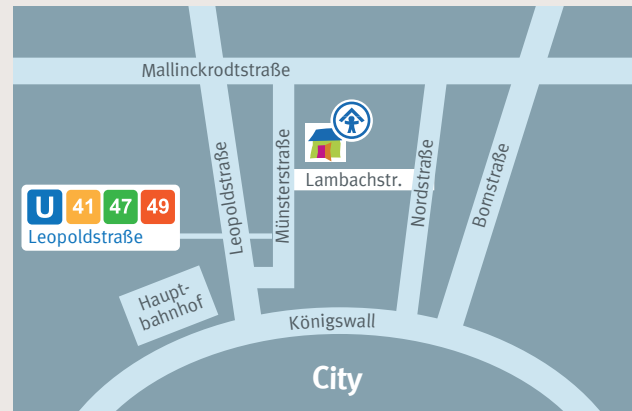 Mallinckrodtstraße
Leopoldstraße
Münsterstraße
Lambachstr.
Nordstraße
Bornstraße
U 41 47 49
Leopoldstraße
Haupt-
bahnhof
Königswall
City